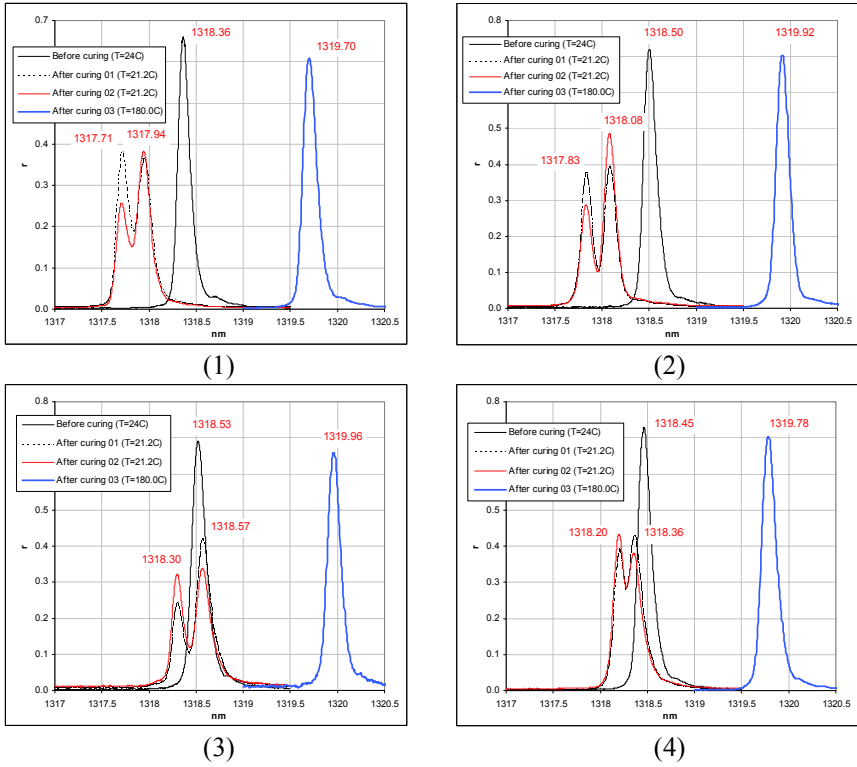 0.7
0.6
0.5
0.4
0.3
0.2
0.1
0.0
r
1317 1317.5 1318 1318.5 1319 1319.5 1320 1320.5
nm
Before curing (T=24C)
After curing 01 (T=21.2C)
After curing 02 (T=21.2C)
After curing 03 (T=180.0C)
1318.36
1319.70
1317.71
1317.94
(1)
0.8
0.6
0.5
0.4
0.2
0.1
0.0
r
1317 1317.5 1318 1318.5 1319 1319.5 1320 1320.5
nm
Before curing (T=24C)
After curing 01 (T=21.2C)
After curing 02 (T=21.2C)
After curing 03 (T=180.0C)
1318.50
1319.92
1318.08
1317.83
(2)
0.8
0.6
0.5
0.4
0.3
0.2
0.1
0.0
r
1317 1317.5 1318 1318.5 1319 1319.5 1320 1320.5
nm
Before curing (T=24C)
After curing 01 (T=21.2C)
After curing 02 (T=21.2C)
After curing 03 (T=180.0C)
1318.53
1319.96
1318.57
1318.30
(3)
0.8
0.6
0.5
0.4
0.3
0.2
0.1
0.0
r
1317 1317.5 1318 1318.5 1319 1319.5 1320 1320.5
nm
Before curing (T=24C)
After curing 01 (T=21.2C)
After curing 02 (T=21.2C)
After curing 03 (T=180.0C)
1318.45
1319.78
1318.20
1318.36
(4)